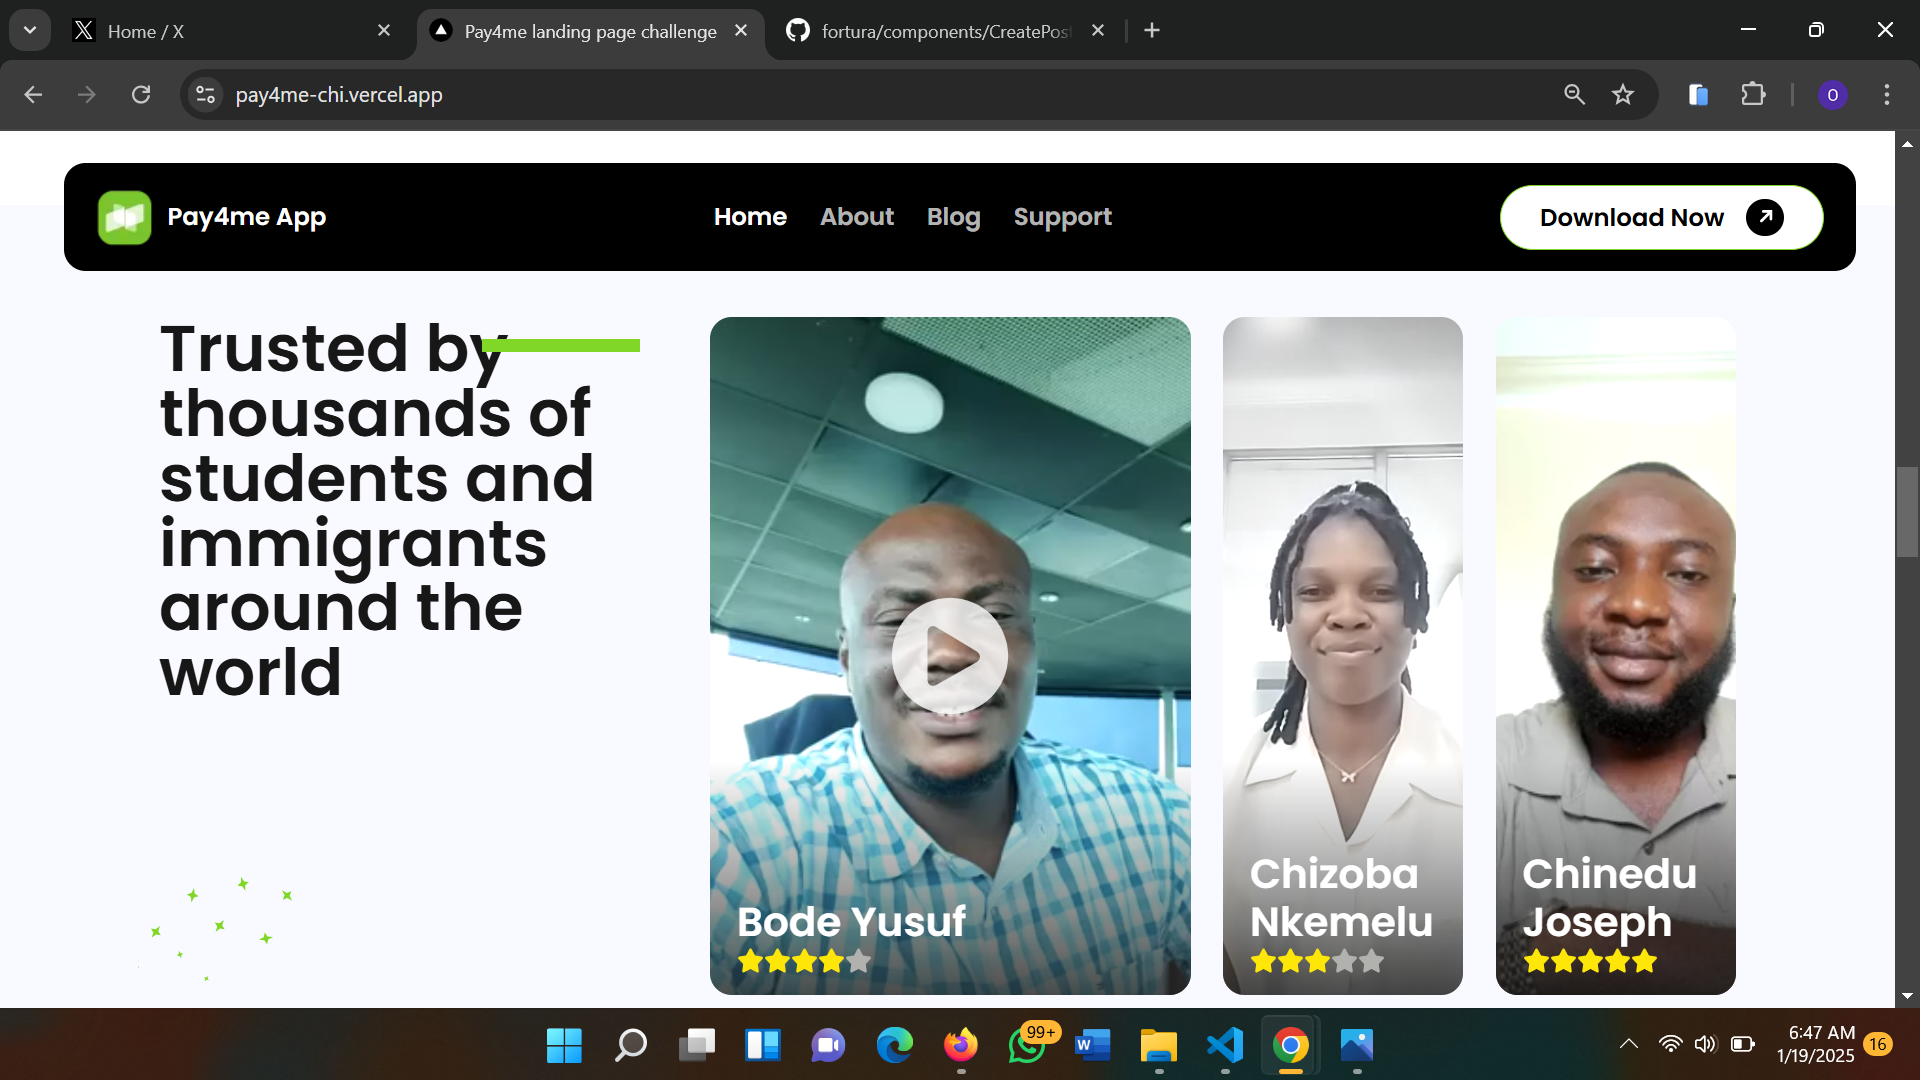 Home / X
Pay4me landing page challenge
fortura/components/CreatePost
pay4me-chi.vercel.app
O
Pay4me App
Home
About
Blog
Support
Download Now
Trusted by
thousands of
students and
immigrants
around the
world
Bode Yusuf
Chizoba
Nkemelu
Chinedu
Joseph
99+
W
6:47 AM
1/19/2025
16